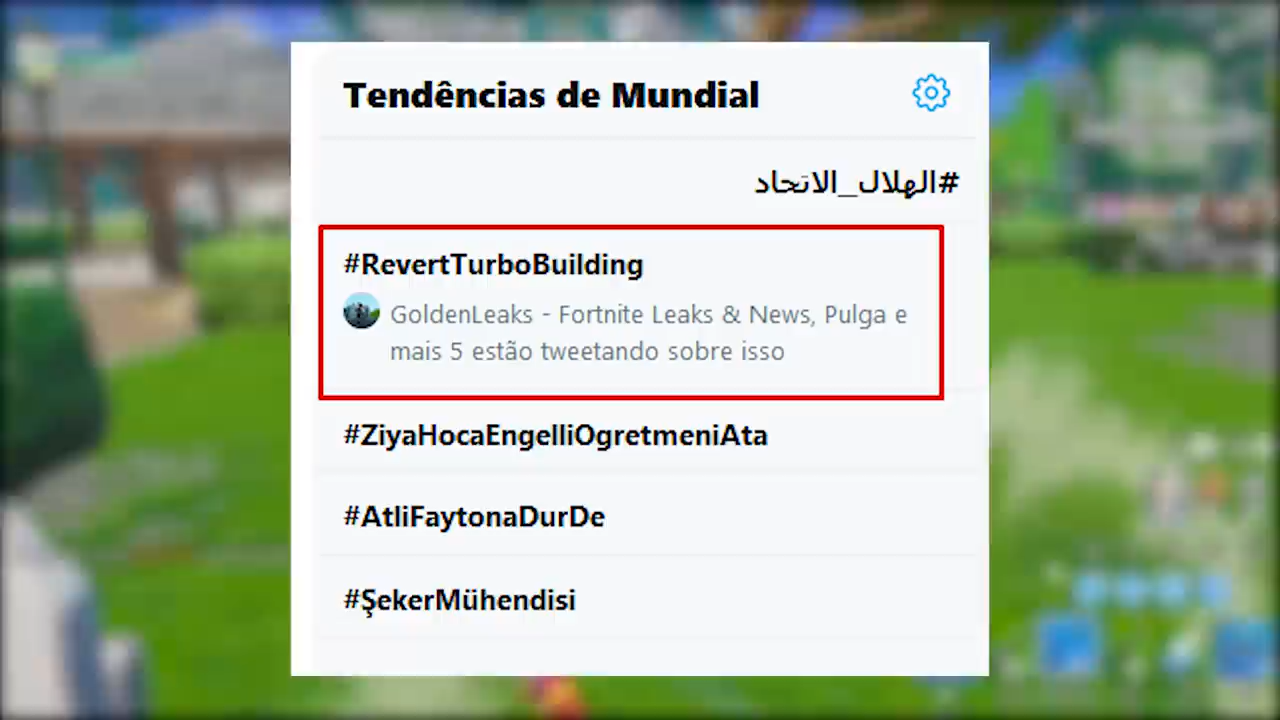 Tendências de Mundial
#الهلال_الاتحاد
#RevertTurboBuilding
GoldenLeaks - Fortnite Leaks & News, Pulga e
mais 5 estão tweetando sobre isso
#ZiyaHocaEngelliOgretmeniAta
#AtliFaytonaDurDe
#ŞekerMühendisi